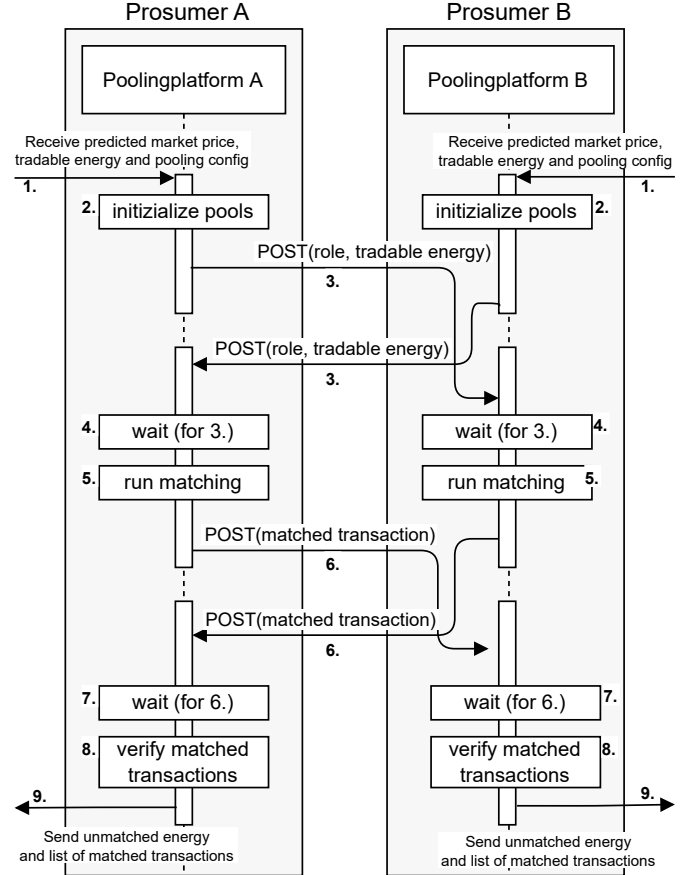 Prosumer A
Prosumer B
Poolingplatform A
Poolingplatform B
Receive predicted market price,
tradable energy and pooling config
1.
Receive predicted market price,
tradable energy and pooling config
1.
2.
initizialize pools
initizialize pools
2.
POST(role, tradable energy)
3.
POST(role, tradable energy)
3.
4.
wait (for 3.)
wait (for 3.)
4.
5.
run matching
run matching
5.
POST(matched transaction)
6.
POST(matched transaction)
6.
7.
wait (for 6.)
wait (for 6.)
7.
8.
verify matched
transactions
verify matched
transactions
8.
9.
Send unmatched energy
and list of matched transactions
9.
Send unmatched energy
and list of matched transactions